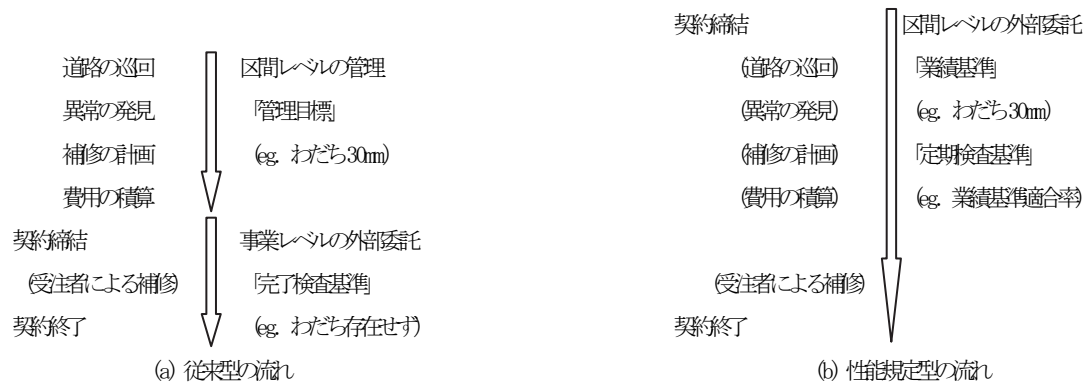 道路の巡回 区間レベルの管理
異常の発見 「管理目標」
補修の計画 (eg. わだち30mm)
費用の積算
契約締結 事業レベルの外部委託
(受注者による補修) 「完了検査基準」
契約終了 (eg. わだち存在せず)
(a) 従来型の流れ
契約締結 区間レベルの外部委託
(道路の巡回) 「業績基準」
(異常の発見) (eg. わだち30mm)
(補修の計画) 「定期検査基準」
(費用の積算) (eg. 業績基準適合率)
(受注者による補修)
契約終了
(b) 性能規定型の流れ